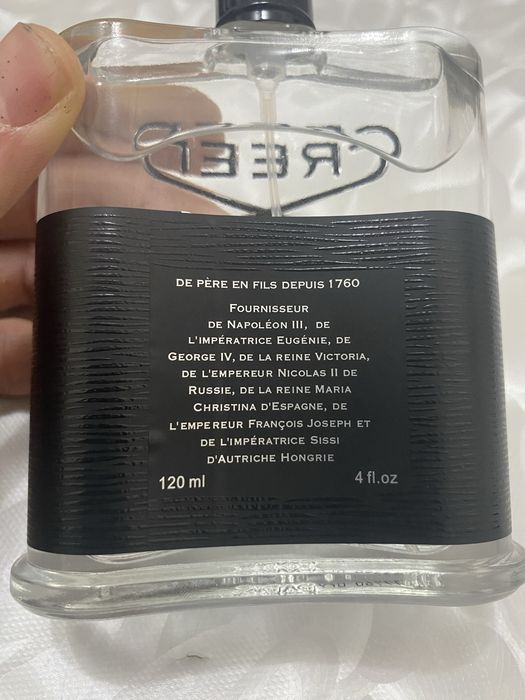 CREED
DE PÈRE EN FILS DEPUIS 1760
FOURNISSEUR
DE NAPOLÉON III, DE
L'IMPÉRATRICE EUGÉNIE, DE
GEORGE IV, DE LA REINE VICTORIA,
DE L'EMPEREUR NICOLAS II DE
RUSSIE, DE LA REINE MARIA
CHRISTINA D'ESPAGNE, DE
L'EMPEREUR FRANÇOIS JOSEPH ET
DE L'IMPÉRATRICE SISSI
D'AUTRICHE HONGRIE
120 ml 4 fl.oz